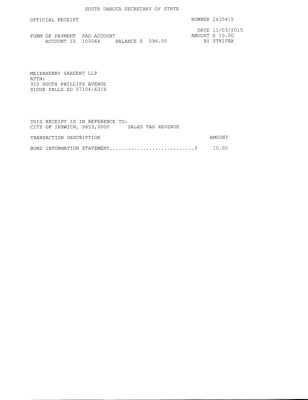 SOUTH DAKOTA SECRETARY OF STATE
OFFICIAL RECEIPT NUMBER 2430415
DATE 11/03/2015
FORM OF PAYMENT PAD ACCOUNT AMOUNT $ 10.00
ACCOUNT ID 100064 BALANCE $ 596.00 BY STKIPAK
MEIERHENRY SARGENT LLP
ATTN:
315 SOUTH PHILLIPS AVENUE
SIOUX FALLS SD 57104-6318
THIS RECEIPT IS IN REFERENCE TO:
CITY OF IPSWICH, $653,0000 SALES TAX REVENUE
TRANSACTION DESCRIPTION AMOUNT
BOND INFORMATION STATEMENT...........................$ 10.00